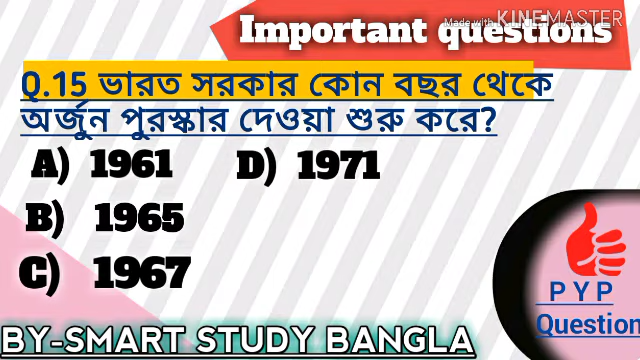 Made with KINEMASTER
Important questions
Q.15 ভারত সরকার কোন বছর থেকে
অর্জুন পুরস্কার দেওয়া শুরু করে?
A) 1961 D) 1971
B) 1965
C) 1967
P Y P
Question
BY-SMART STUDY BANGLA